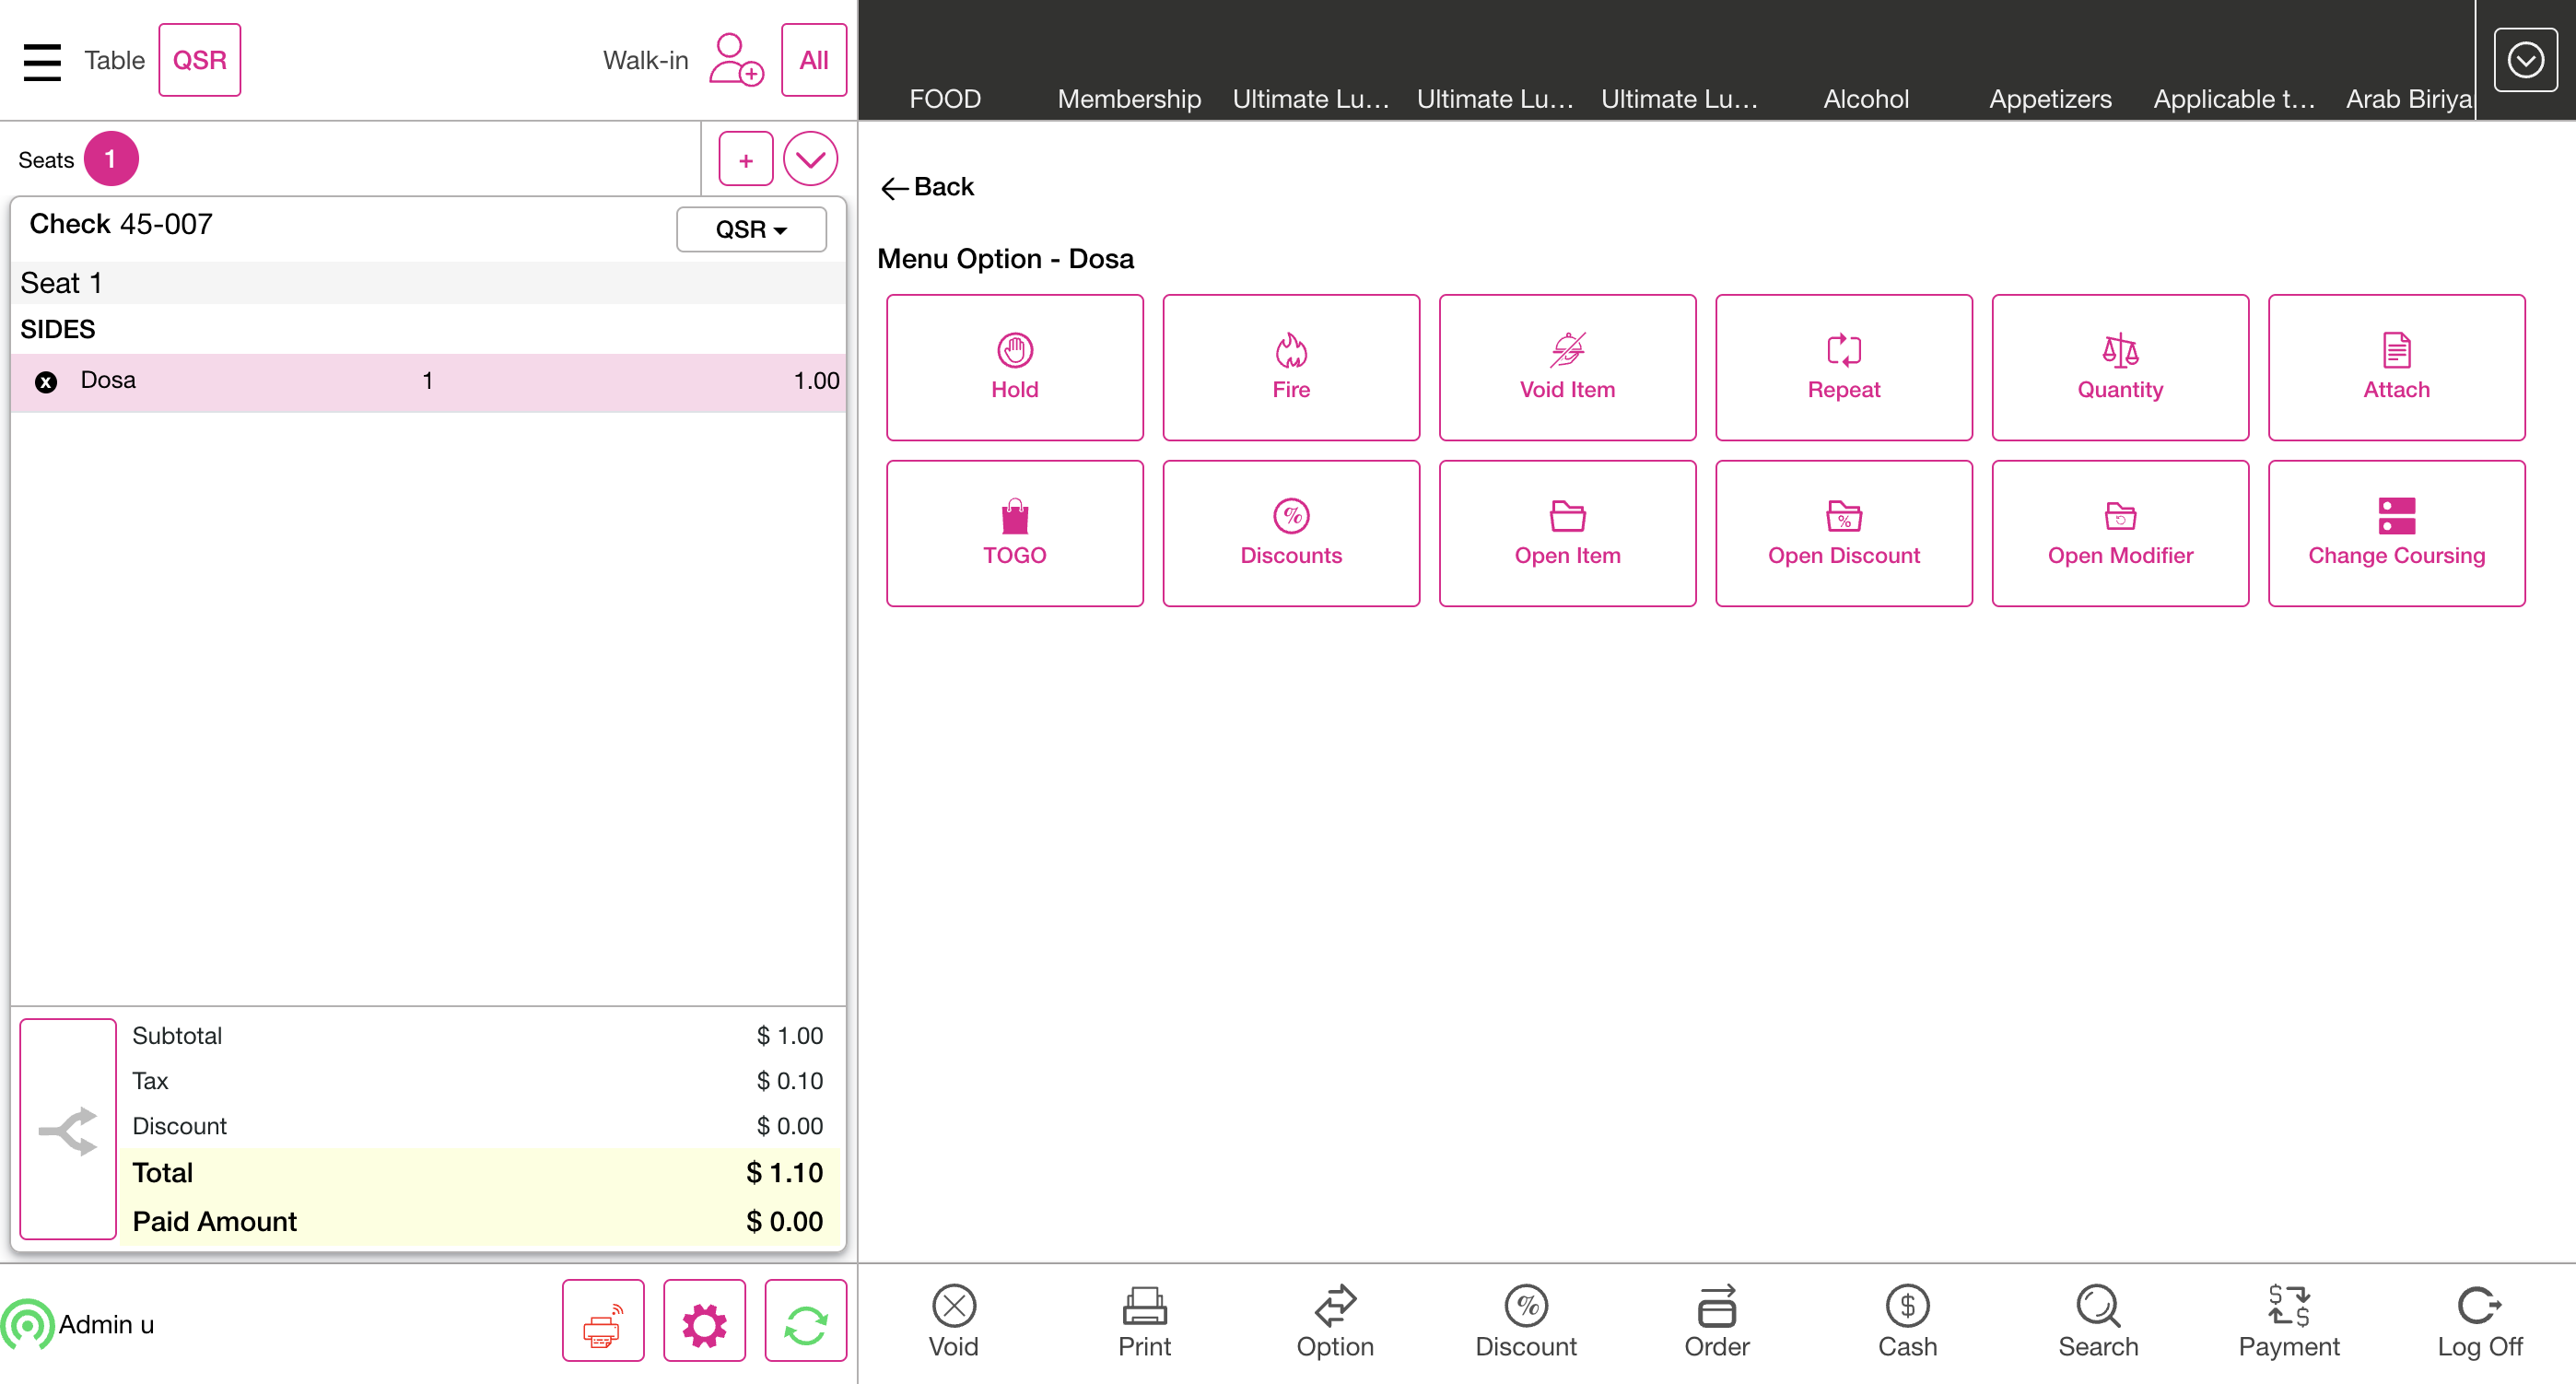 Table QSR Walk-in All
FOOD Membership Ultimate Lu... Ultimate Lu... Ultimate Lu... Alcohol Appetizers Applicable t... Arab Biriya
Seats 1 +
Check 45-007 QSR
Seat 1
SIDES
x Dosa 1 1.00
Subtotal $ 1.00
Tax $ 0.10
Discount $ 0.00
Total $ 1.10
Paid Amount $ 0.00
Admin u
Back
Menu Option - Dosa
Hold Fire Void Item Repeat Quantity Attach
TOGO Discounts Open Item Open Discount Open Modifier Change Coursing
Void Print Option Discount Order Cash Search Payment Log Off